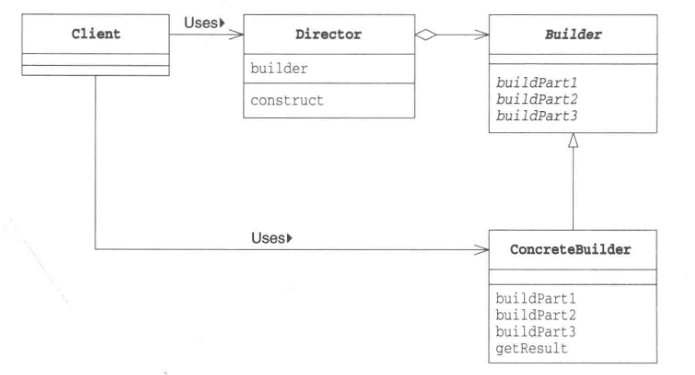 Uses
Client
Director
Builder
builder
construct
buildPart1
buildPart2
buildPart3
Uses
ConcreteBuilder
buildPart1
buildPart2
buildPart3
getResult